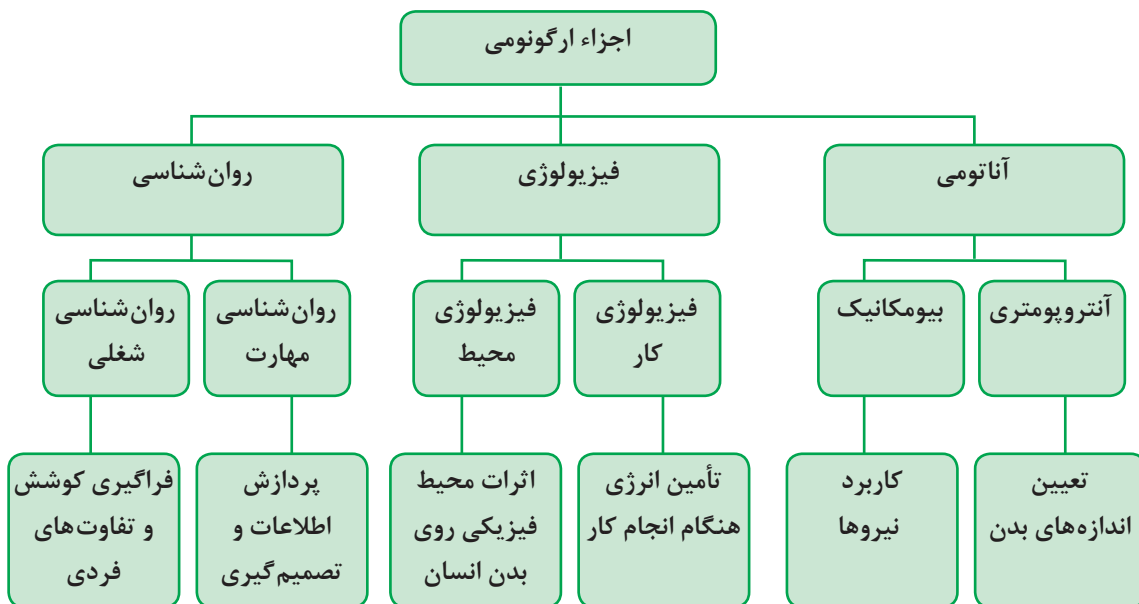 اجزاء ارگونومی
آناتومی
فیزیولوژی
روان‌شناسی
آنتروپومتری
بیومکانیک
فیزیولوژی
کار
فیزیولوژی
محیط
روان‌شناسی
مهارت
روان‌شناسی
شغلی
تعیین
اندازه‌های بدن
کاربرد
نیروها
تأمین انرژی
هنگام انجام کار
اثرات محیط
فیزیکی روی
بدن انسان
پردازش
اطلاعات و
تصمیم‌گیری
فراگیری کوشش
و تفاوت‌های
فردی